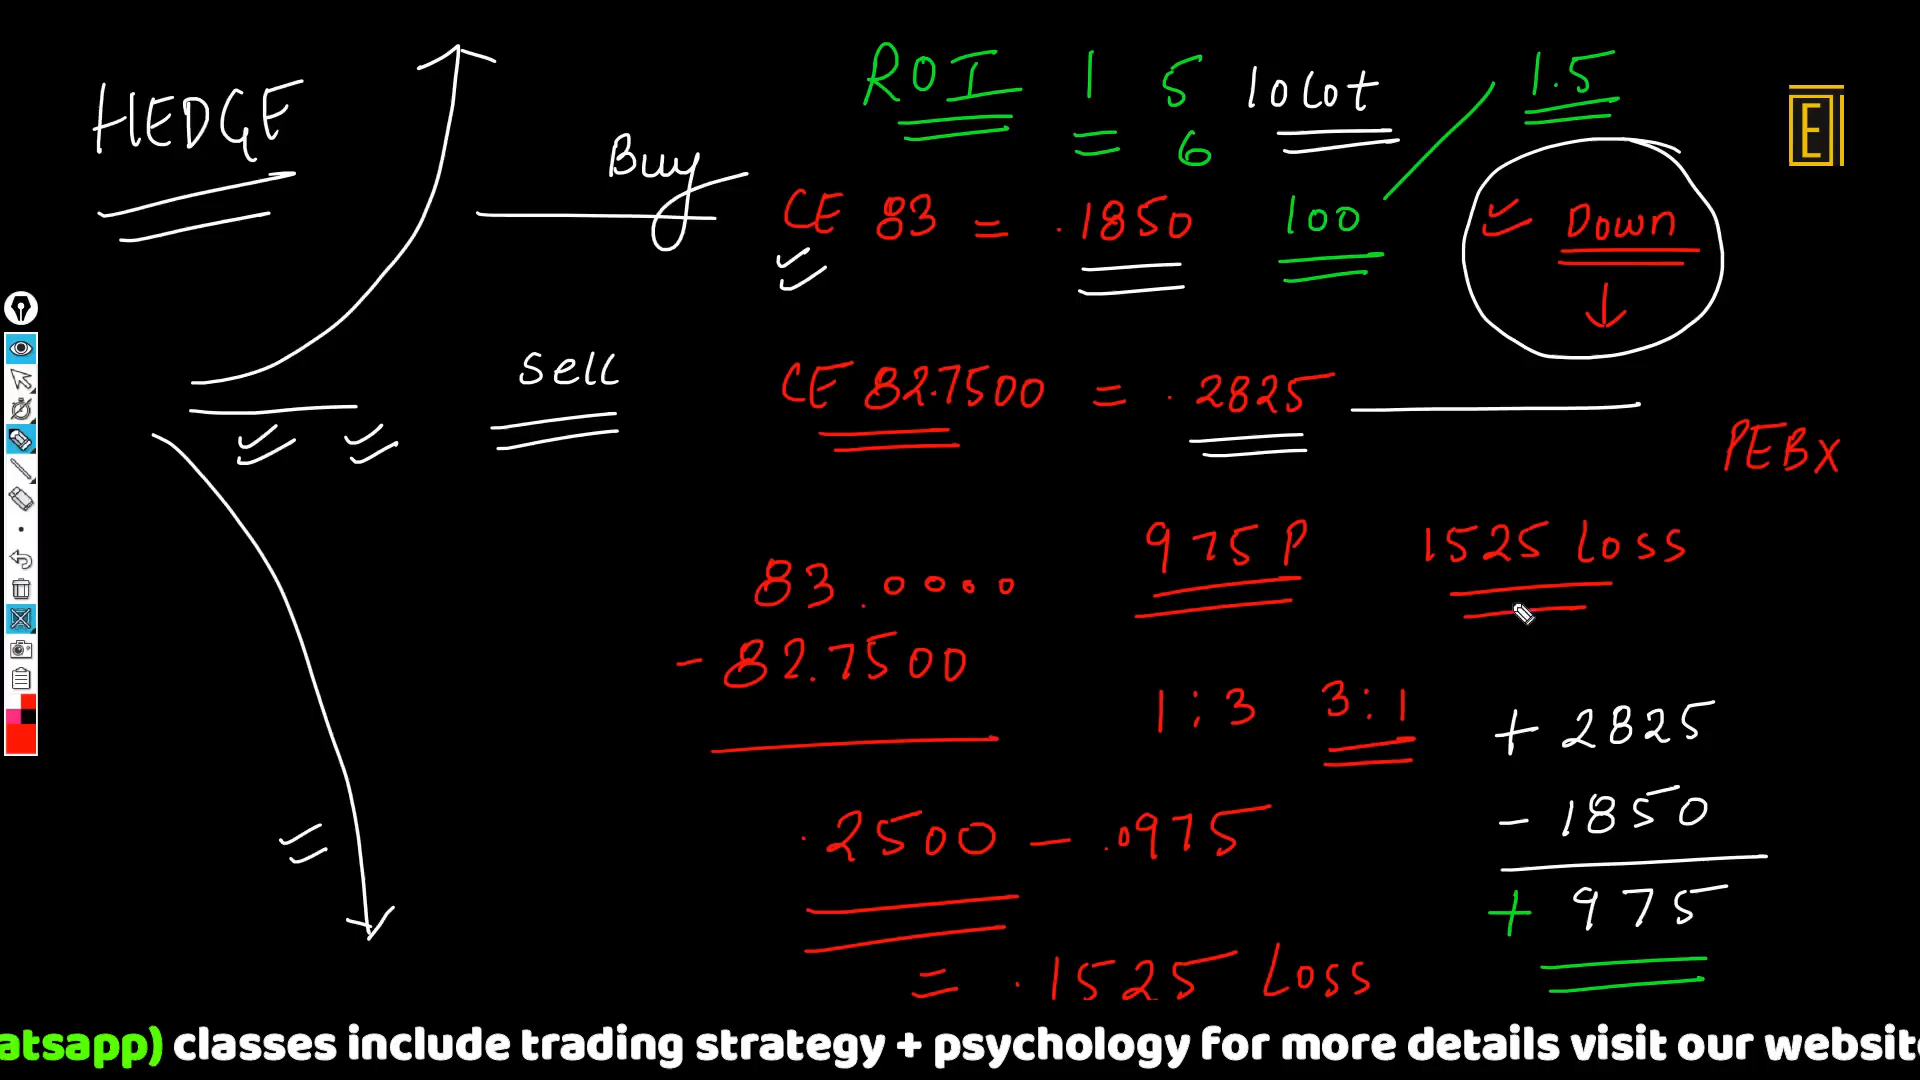 HEDGE
ROI 1 5 10 Lot 1.5
6
Buy
CE 83 = .1850 100 Down
Sell
CE 82.7500 = .2825
PEBX
975 P 1525 Loss
83.0000
- 82.7500
1:3 3:1
+ 2825
- 1850
.2500 - .0975
+ 975
= .1525 Loss
E
atsapp) classes include trading strategy + psychology for more details visit our website